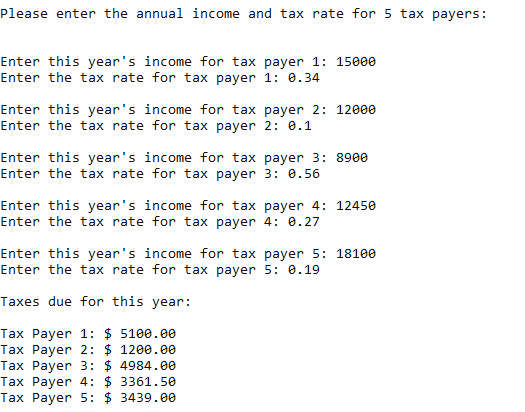 Please enter the annual income and tax rate for 5 tax payers:
Enter this year's income for tax payer 1: 15000
Enter the tax rate for tax payer 1: 0.34
Enter this year's income for tax payer 2: 12000
Enter the tax rate for tax payer 2: 0.1
Enter this year's income for tax payer 3: 8900
Enter the tax rate for tax payer 3: 0.56
Enter this year's income for tax payer 4: 12450
Enter the tax rate for tax payer 4: 0.27
Enter this year's income for tax payer 5: 18100
Enter the tax rate for tax payer 5: 0.19
Taxes due for this year:
Tax Payer 1: $ 5100.00
Tax Payer 2: $ 1200.00
Tax Payer 3: $ 4984.00
Tax Payer 4: $ 3361.50
Tax Payer 5: $ 3439.00